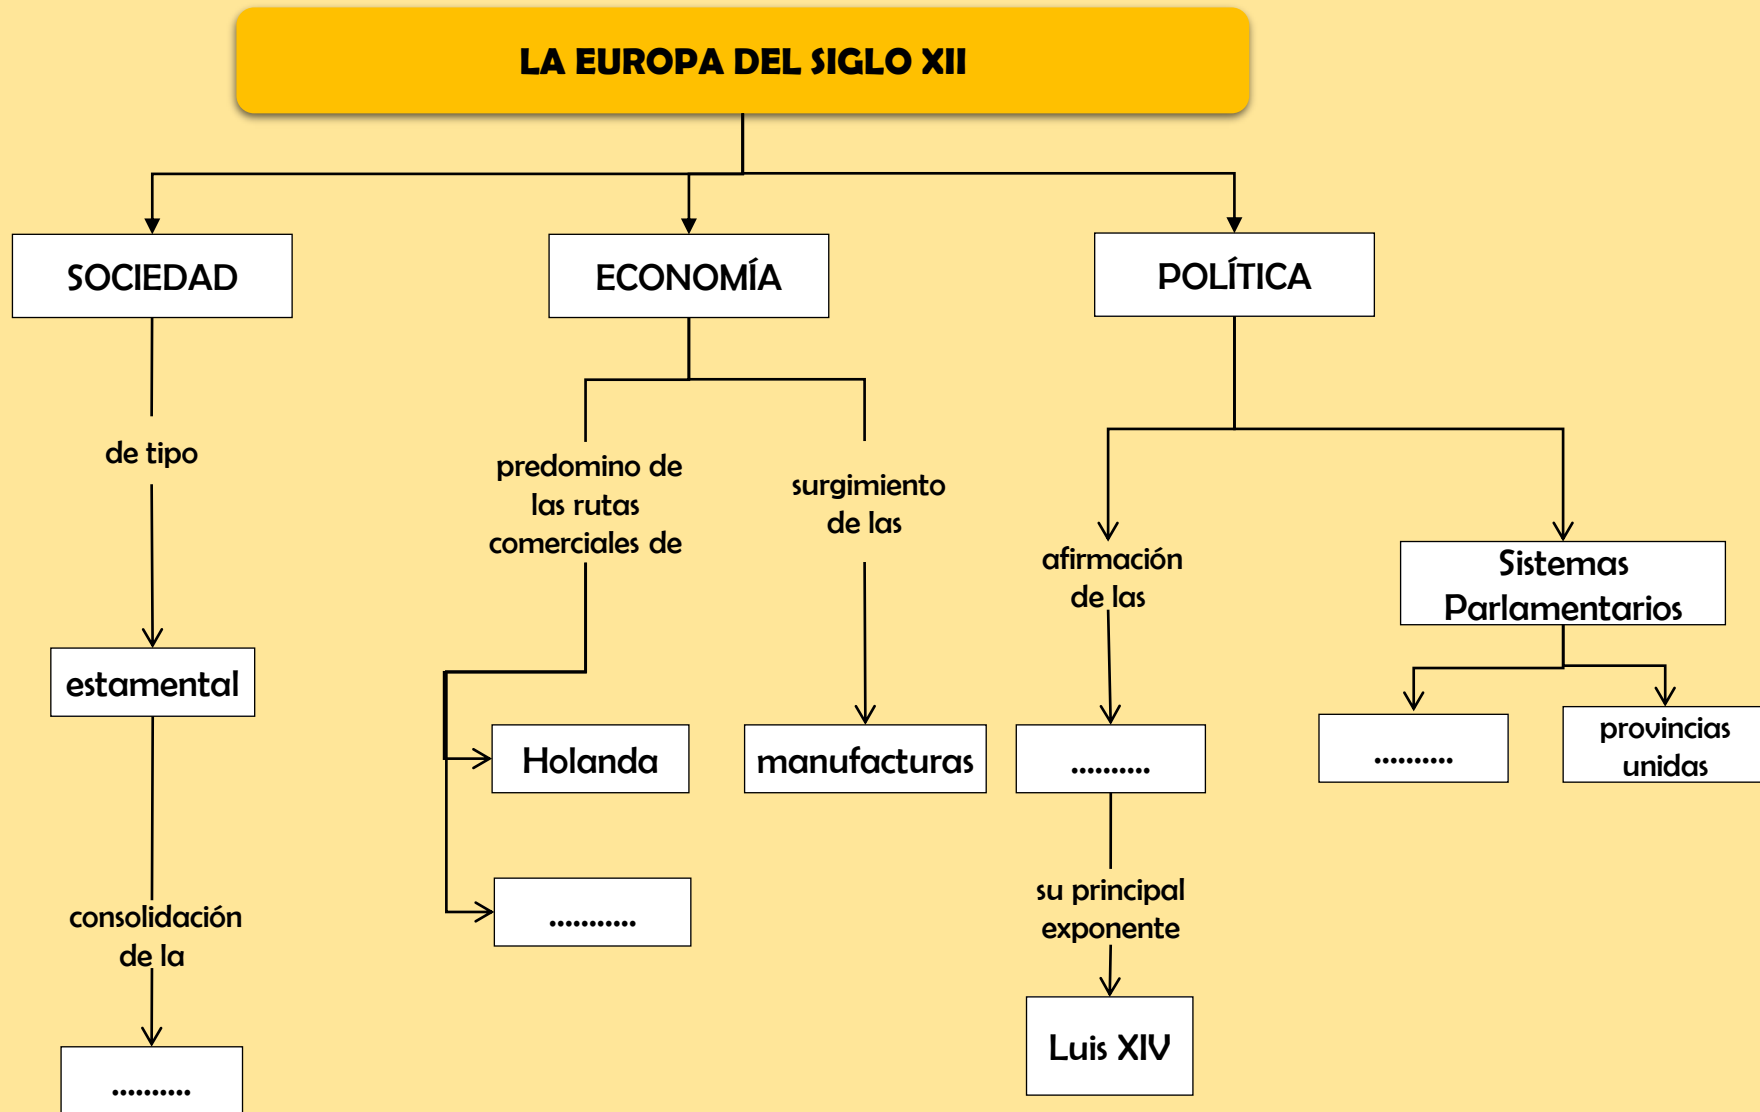 LA EUROPA DEL SIGLO XII
SOCIEDAD
ECONOMÍA
POLÍTICA
de tipo
predomino de
las rutas
comerciales de
surgimiento
de las
afirmación
de las
Sistemas
Parlamentarios
estamental
Holanda
manufacturas
..........
..........
provincias
unidas
consolidación
de la
...........
su principal
exponente
Luis XIV
..........